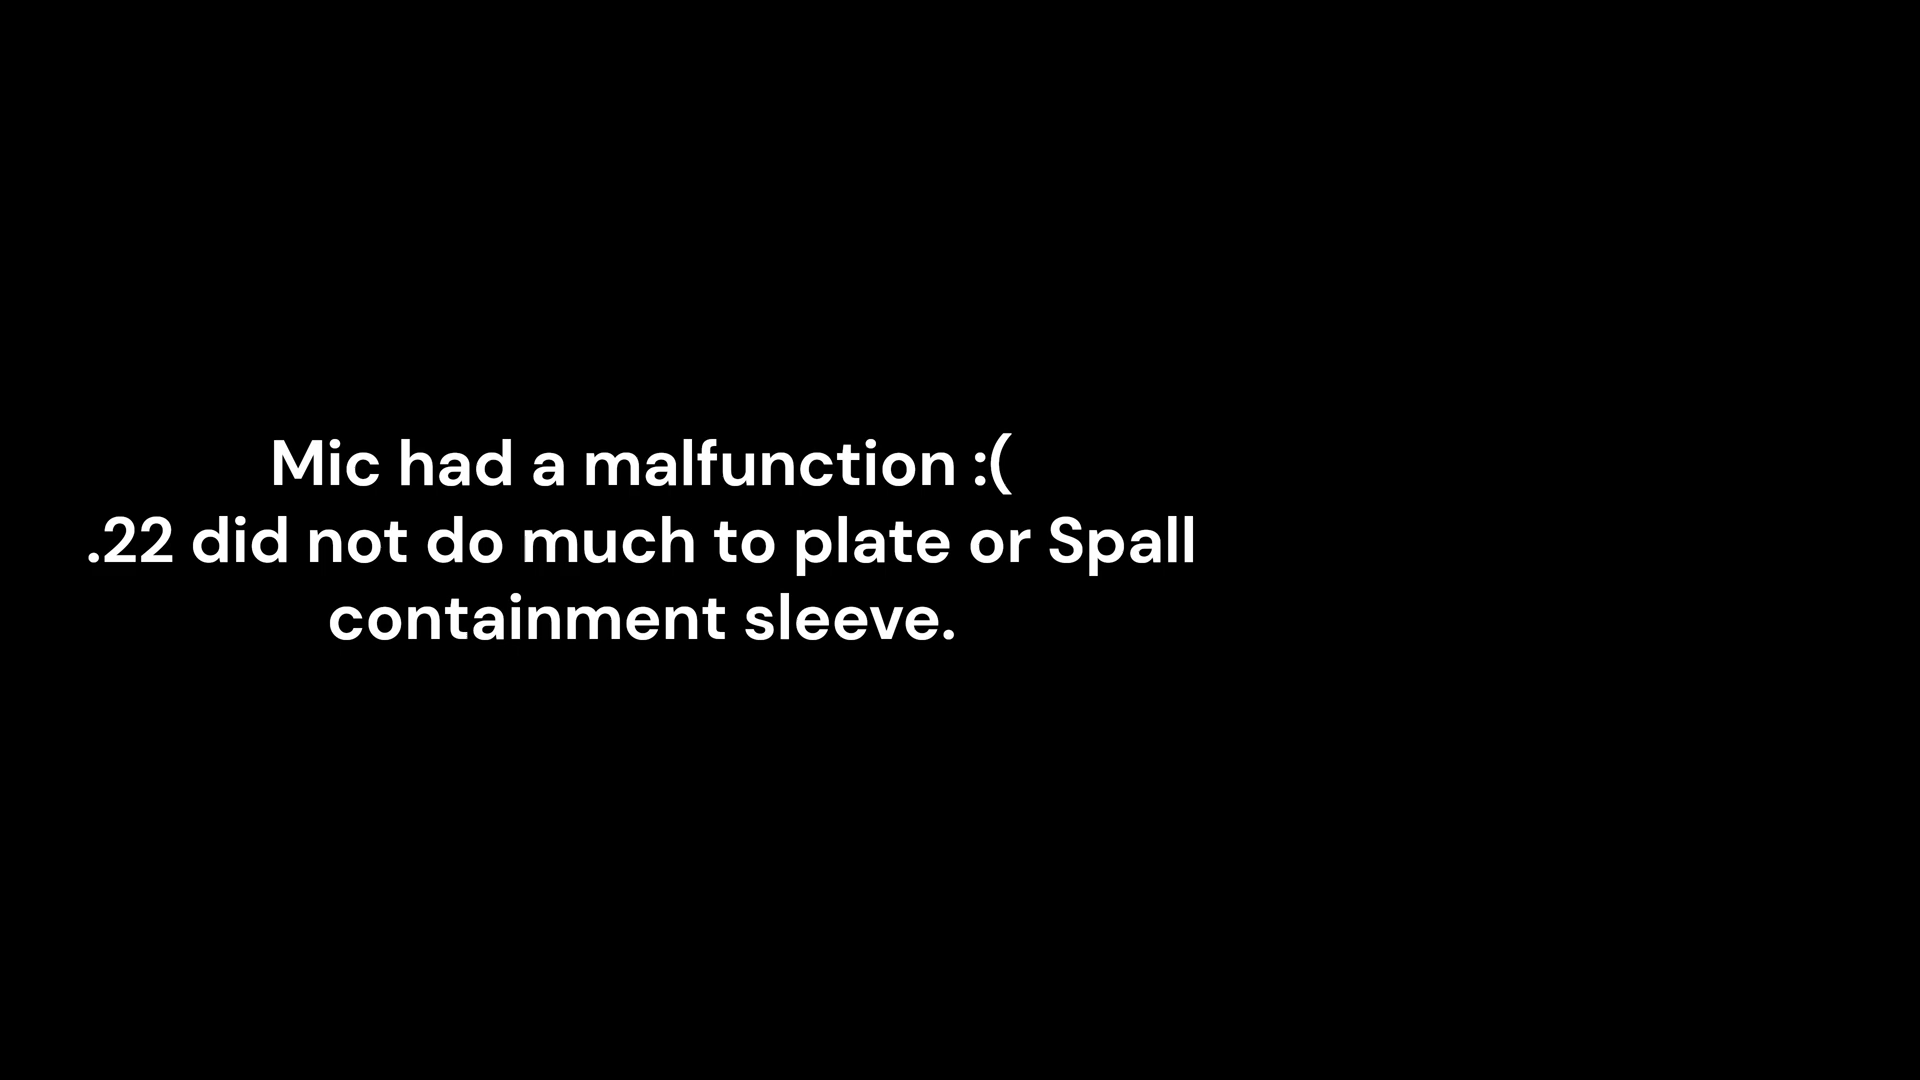 Mic had a malfunction :(
.22 did not do much to plate or Spall
containment sleeve.